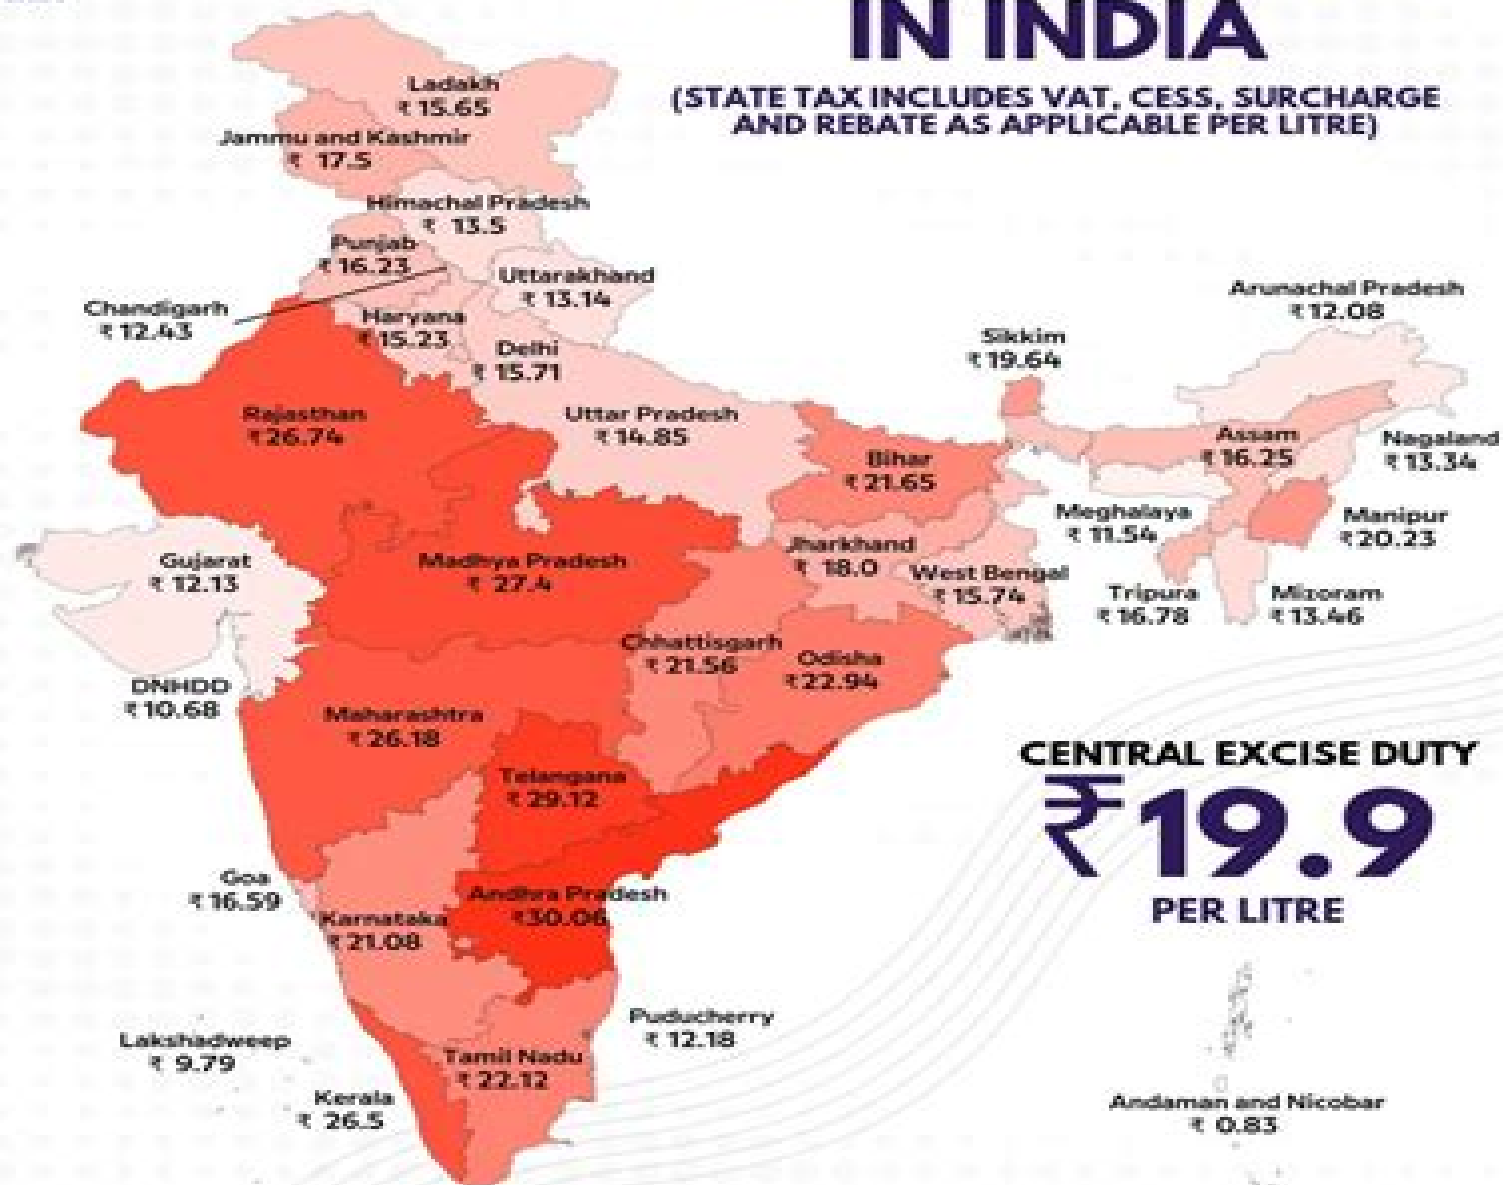 IN INDIA
(STATE TAX INCLUDES VAT, CESS, SURCHARGE
AND REBATE AS APPLICABLE PER LITRE)
Ladakh
₹ 15.65
Jammu and Kashmir
₹ 17.5
Himachal Pradesh
₹ 13.5
Punjab
₹ 16.23
Uttarakhand
₹ 13.14
Chandigarh
₹ 12.43
Haryana
₹ 15.23
Delhi
₹ 15.71
Arunachal Pradesh
₹ 12.08
Sikkim
₹ 19.64
Rajasthan
₹ 26.74
Uttar Pradesh
₹ 14.85
Bihar
₹ 21.65
Assam
₹ 16.25
Nagaland
₹ 13.34
Meghalaya
₹ 11.54
Manipur
₹ 20.23
Gujarat
₹ 12.13
Madhya Pradesh
₹ 27.4
Jharkhand
₹ 18.0
West Bengal
₹ 15.74
Tripura
₹ 16.78
Mizoram
₹ 13.46
Chhattisgarh
₹ 21.56
Odisha
₹ 22.94
DNHDD
₹ 10.68
Maharashtra
₹ 26.18
Telangana
₹ 29.12
CENTRAL EXCISE DUTY
₹19.9
PER LITRE
Goa
₹ 16.59
Karnataka
₹ 21.08
Andhra Pradesh
₹30.06
Puducherry
₹ 12.18
Lakshadweep
₹ 9.79
Tamil Nadu
₹ 22.12
Kerala
₹ 26.5
Andaman and Nicobar
₹ 0.83